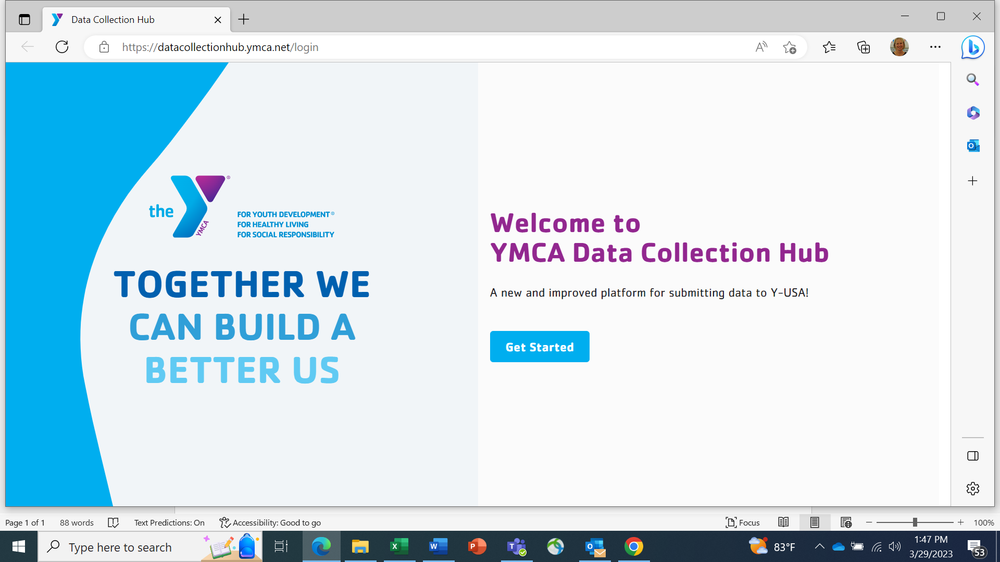 Data Collection Hub
https://datacollectionhub.ymca.net/login
the
YMCA
®
FOR YOUTH DEVELOPMENT®
FOR HEALTHY LIVING
FOR SOCIAL RESPONSIBILITY
TOGETHER WE
CAN BUILD A
BETTER US
Welcome to
YMCA Data Collection Hub
A new and improved platform for submitting data to Y-USA!
Get Started
Page 1 of 1
88 words
Text Predictions: On
Accessibility: Good to go
Focus
100%
Type here to search
83°F
1:47 PM
3/29/2023
53